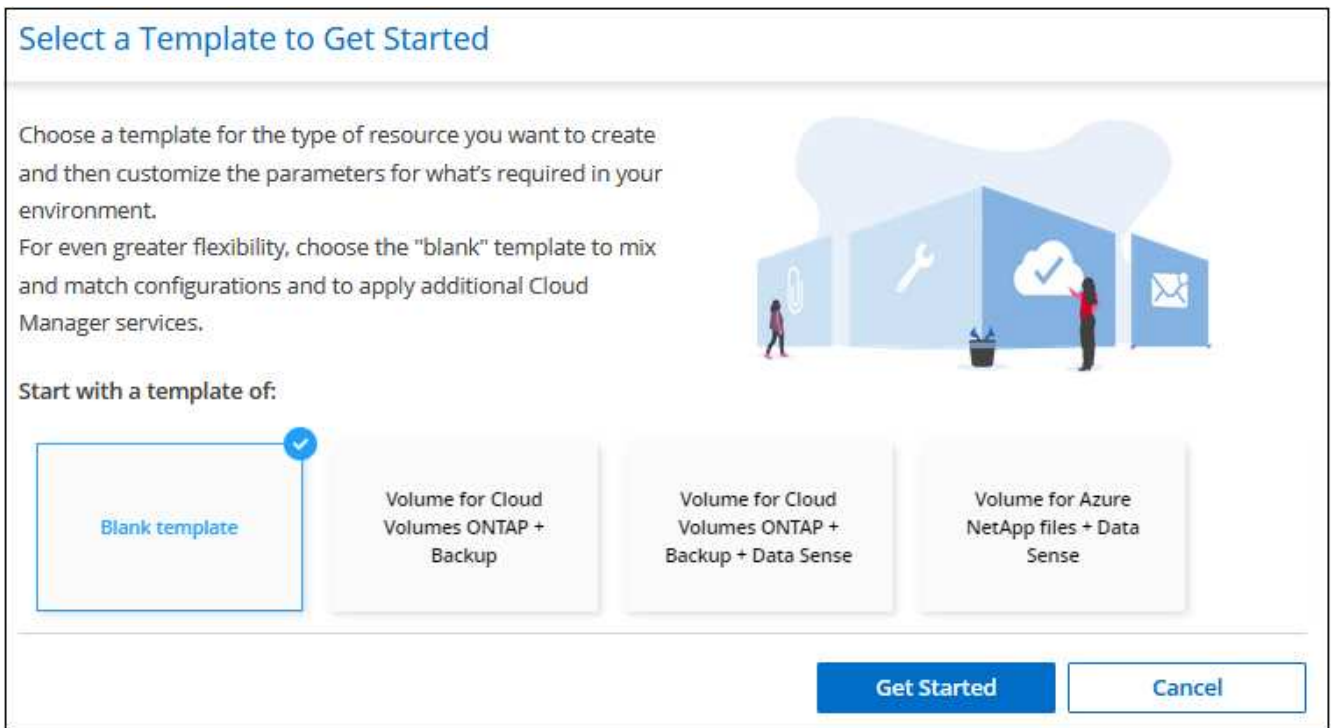 Select a Template to Get Started
Choose a template for the type of resource you want to create
and then customize the parameters for what's required in your
environment.
For even greater flexibility, choose the "blank" template to mix
and match configurations and to apply additional Cloud
Manager services.
Start with a template of:
Blank template
Volume for Cloud
Volumes ONTAP +
Backup
Volume for Cloud
Volumes ONTAP +
Backup + Data Sense
Volume for Azure
NetApp files + Data
Sense
Get Started
Cancel